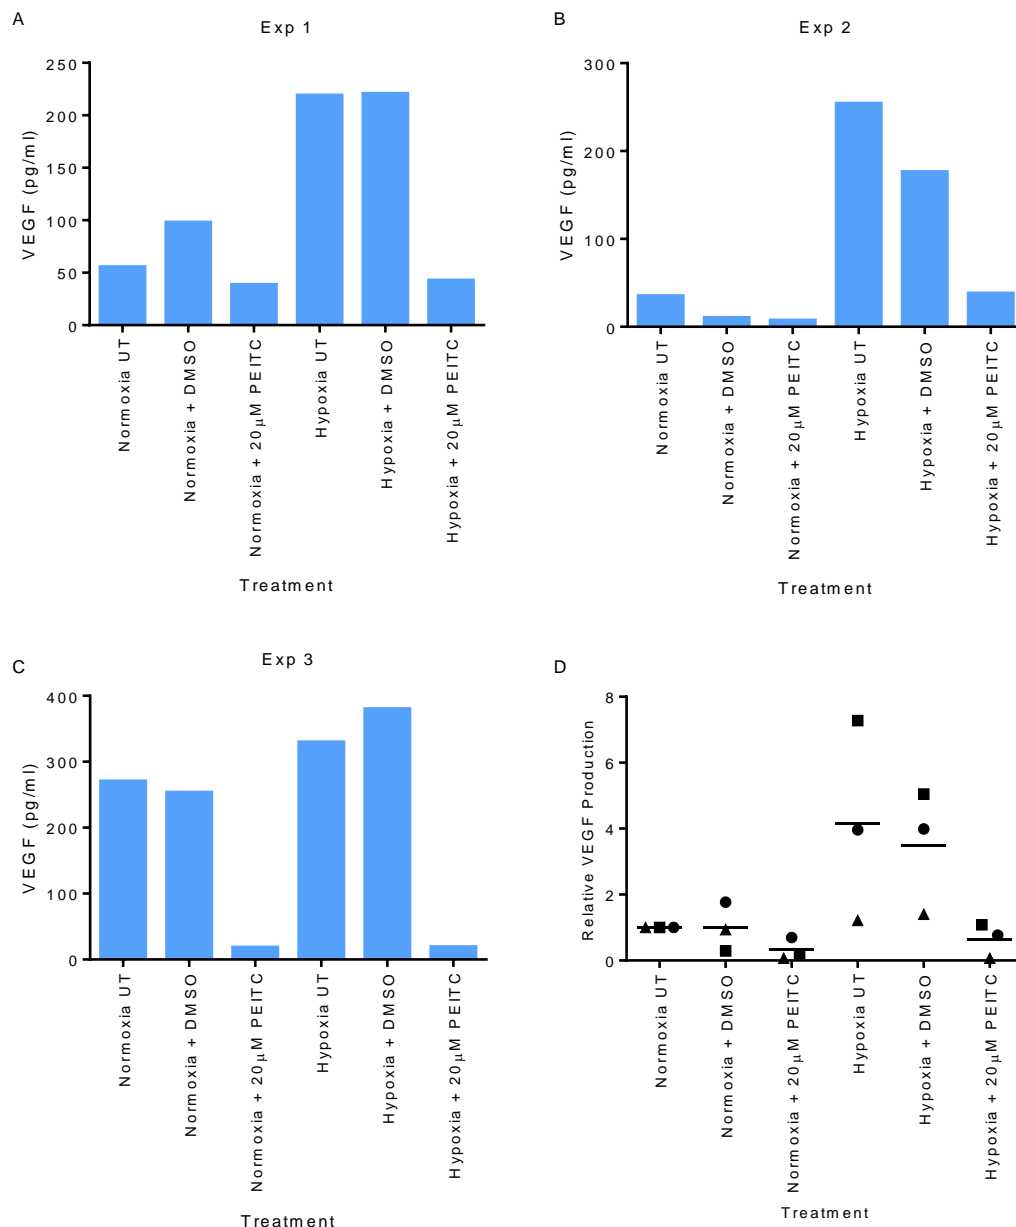 A
Exp 1
VEGF (pg/ml)
250
200
150
100
50
0
Normoxia UT
Normoxia + DMSO
Normoxia + 20μM PEITC
Hypoxia UT
Hypoxia + DMSO
Hypoxia + 20μM PEITC
Treatment
B
Exp 2
VEGF (pg/ml)
300
200
100
0
Normoxia UT
Normoxia + DMSO
Normoxia + 20μM PEITC
Hypoxia UT
Hypoxia + DMSO
Hypoxia + 20μM PEITC
Treatment
C
Exp 3
VEGF (pg/ml)
400
300
200
100
0
Normoxia UT
Normoxia + DMSO
Normoxia + 20μM PEITC
Hypoxia UT
Hypoxia + DMSO
Hypoxia + 20μM PEITC
Treatment
D
Relative VEGF Production
8
6
4
2
0
Normoxia UT
Normoxia + DMSO
Normoxia + 20μM PEITC
Hypoxia UT
Hypoxia + DMSO
Hypoxia + 20μM PEITC
Treatment